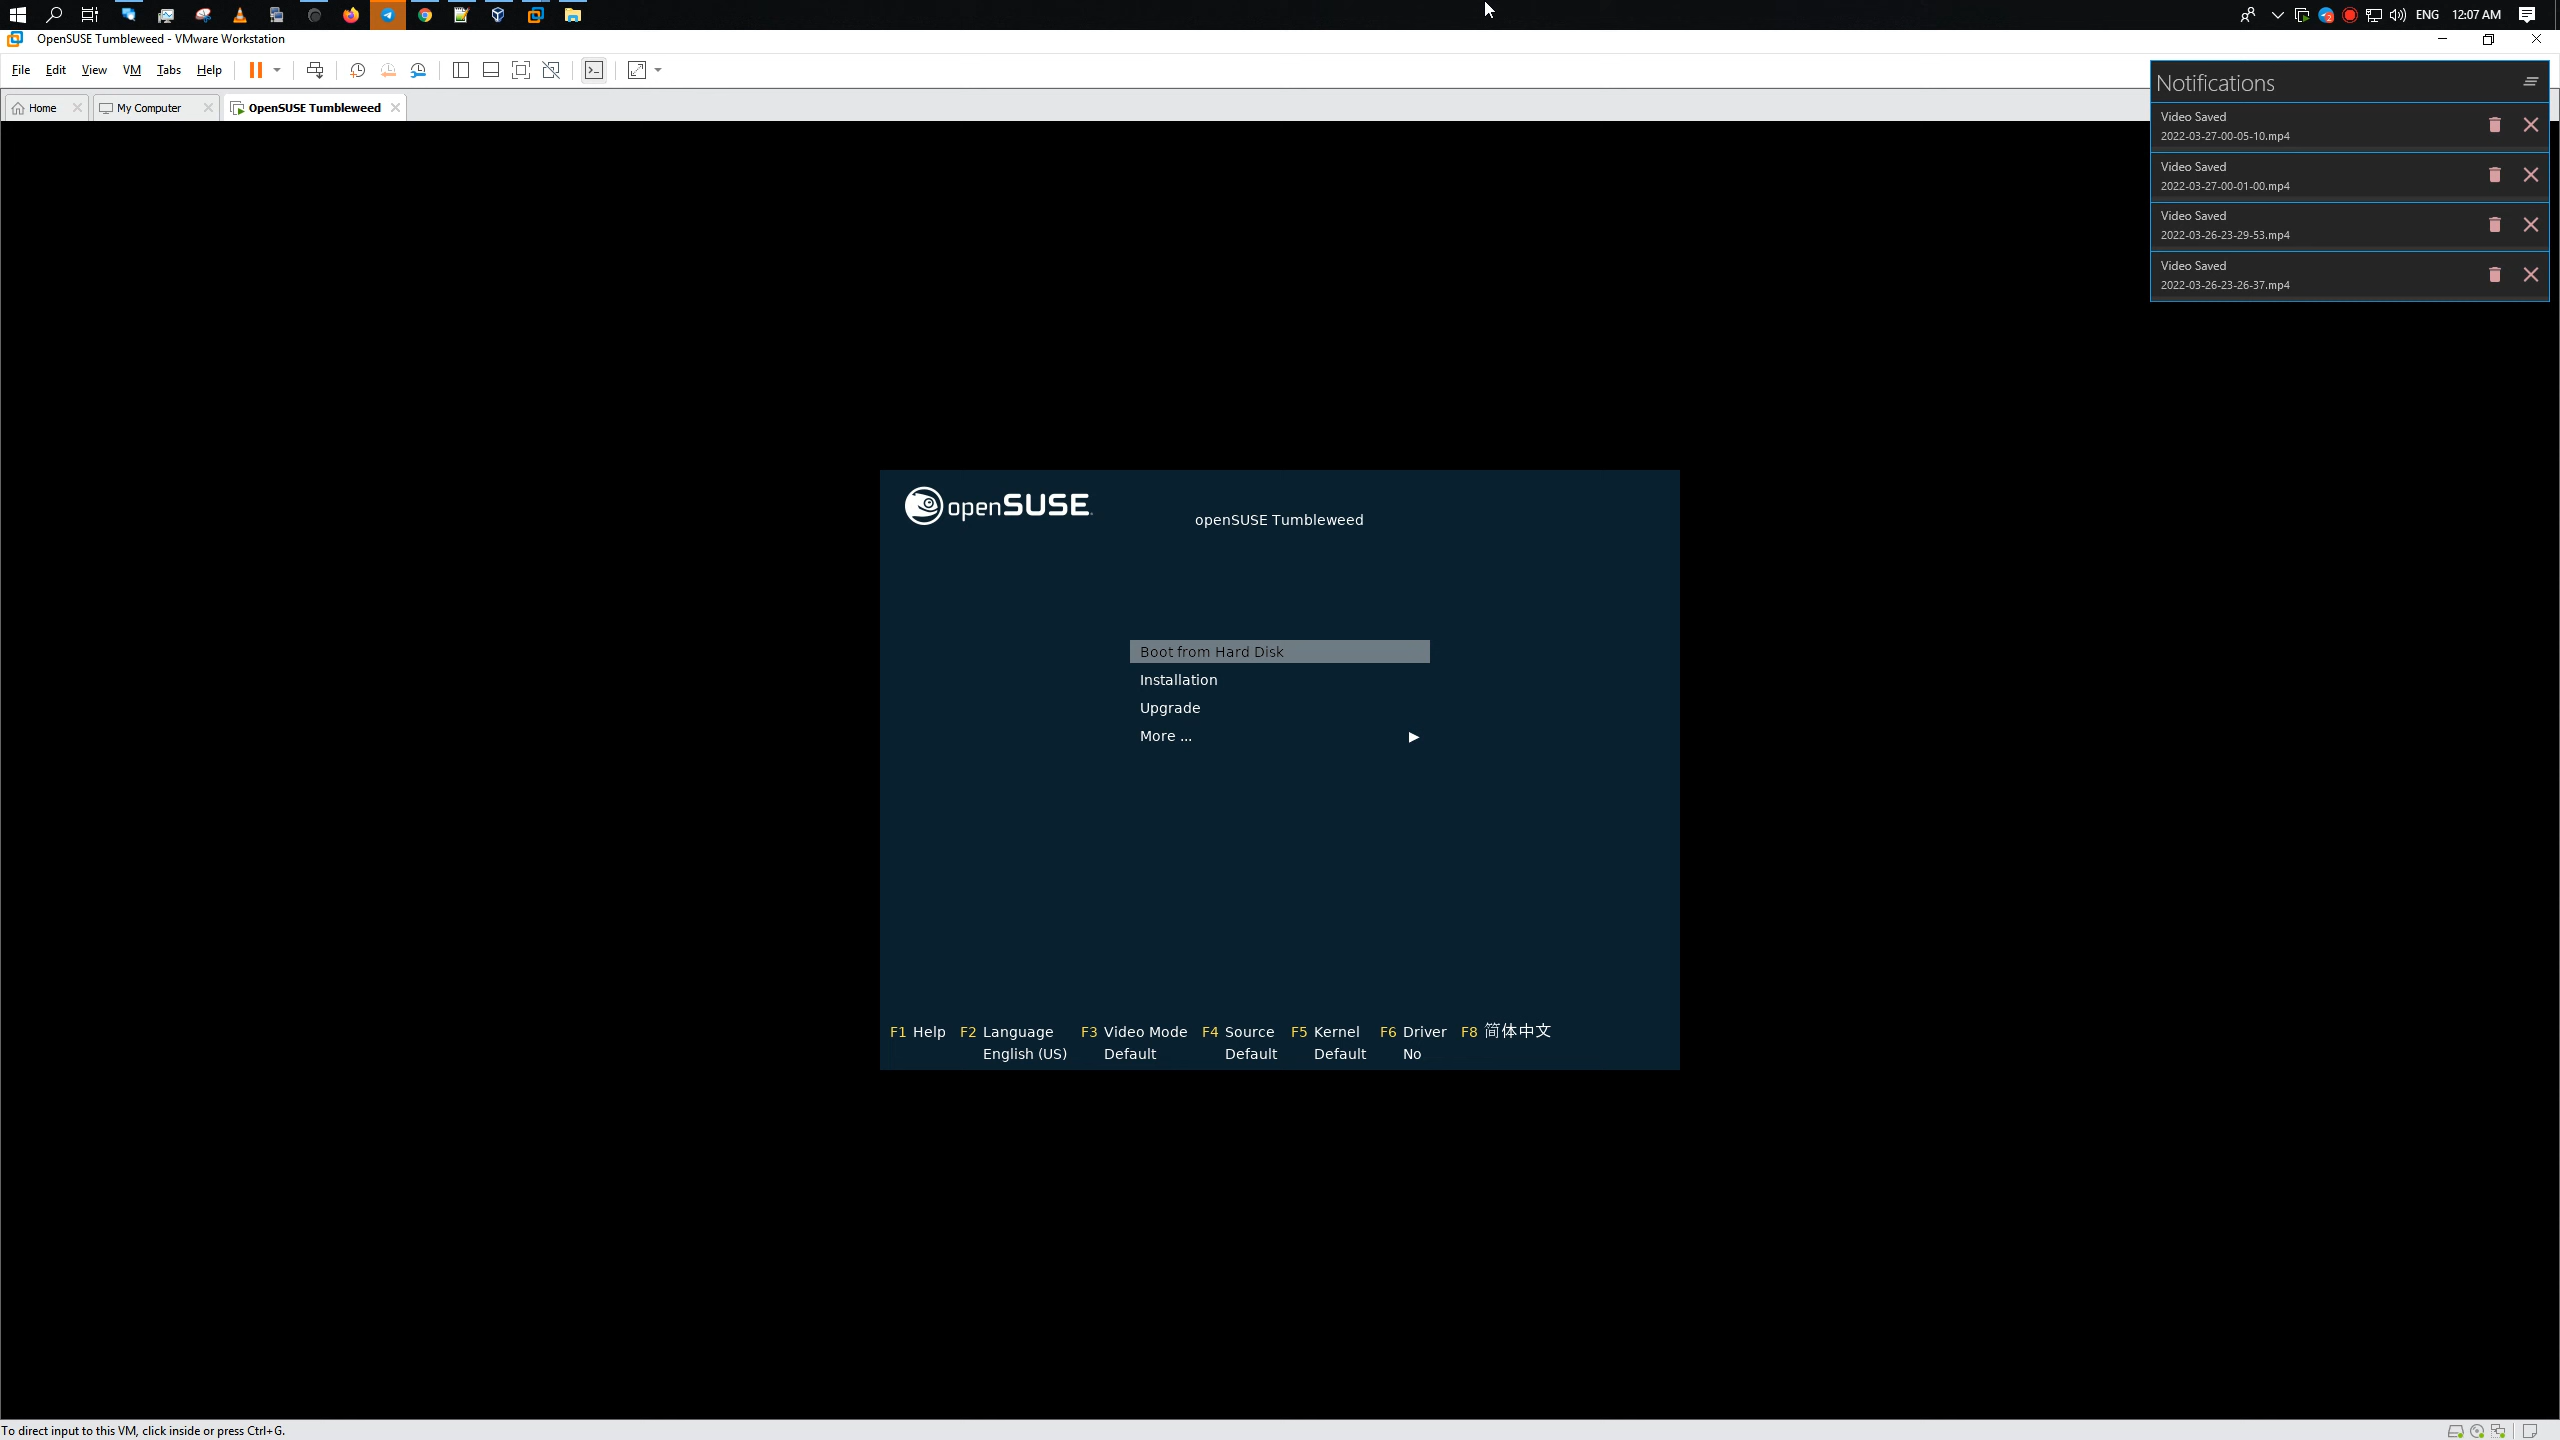 ENG 12:07 AM
OpenSUSE Tumbleweed - VMware Workstation
File Edit View VM Tabs Help
Home My Computer OpenSUSE Tumbleweed
Notifications
Video Saved
2022-03-27-00-05-10.mp4
Video Saved
2022-03-27-00-01-00.mp4
Video Saved
2022-03-26-23-29-53.mp4
Video Saved
2022-03-26-23-26-37.mp4
openSUSE
openSUSE Tumbleweed
Boot from Hard Disk
Installation
Upgrade
More ...
F1 Help F2 Language F3 Video Mode F4 Source F5 Kernel F6 Driver F8 简体中文
English (US) Default Default Default No
To direct input to this VM, click inside or press Ctrl+G.